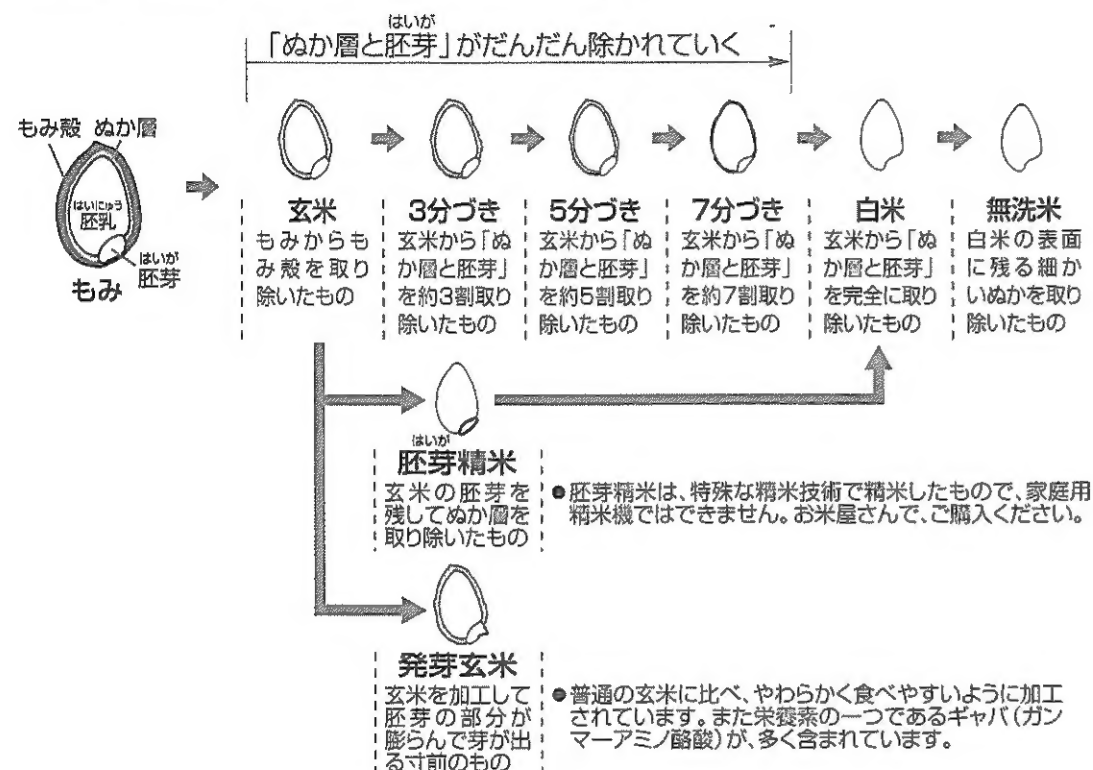 はいが
「ぬか層と胚芽」がだんだん除かれていく
もみ殻 ぬか層
はいにゅう
胚乳
はいが
胚芽
もみ
玄米
もみからも
み殻を取り
除いたもの
3分づき
玄米から「ぬ
か層と胚芽」
を約3割取り
除いたもの
5分づき
玄米から「ぬ
か層と胚芽」
を約5割取り
除いたもの
7分づき
玄米から「ぬ
か層と胚芽」
を約7割取り
除いたもの
白米
玄米から「ぬ
か層と胚芽」
を完全に取り
除いたもの
無洗米
白米の表面
に残る細か
いぬかを取り
除いたもの
はいが
胚芽精米
玄米の胚芽を
残してぬか層を
取り除いたもの
●胚芽精米は、特殊な精米技術で精米したもので、家庭用
精米機ではできません。お米屋さんで、ご購入ください。
発芽玄米
玄米を加工して
胚芽の部分が
膨らんで芽が出
る寸前のもの
●普通の玄米に比べ、やわらかく食べやすいように加工
されています。また栄養素の一つであるギャバ(ガン
マーアミノ酪酸)が、多く含まれています。